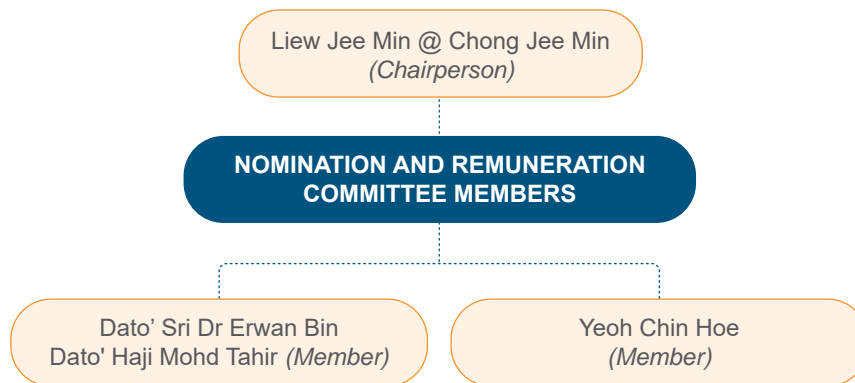 Liew Jee Min @ Chong Jee Min
(Chairperson)
NOMINATION AND REMUNERATION
COMMITTEE MEMBERS
Dato’ Sri Dr Erwan Bin
Dato' Haji Mohd Tahir (Member)
Yeoh Chin Hoe
(Member)